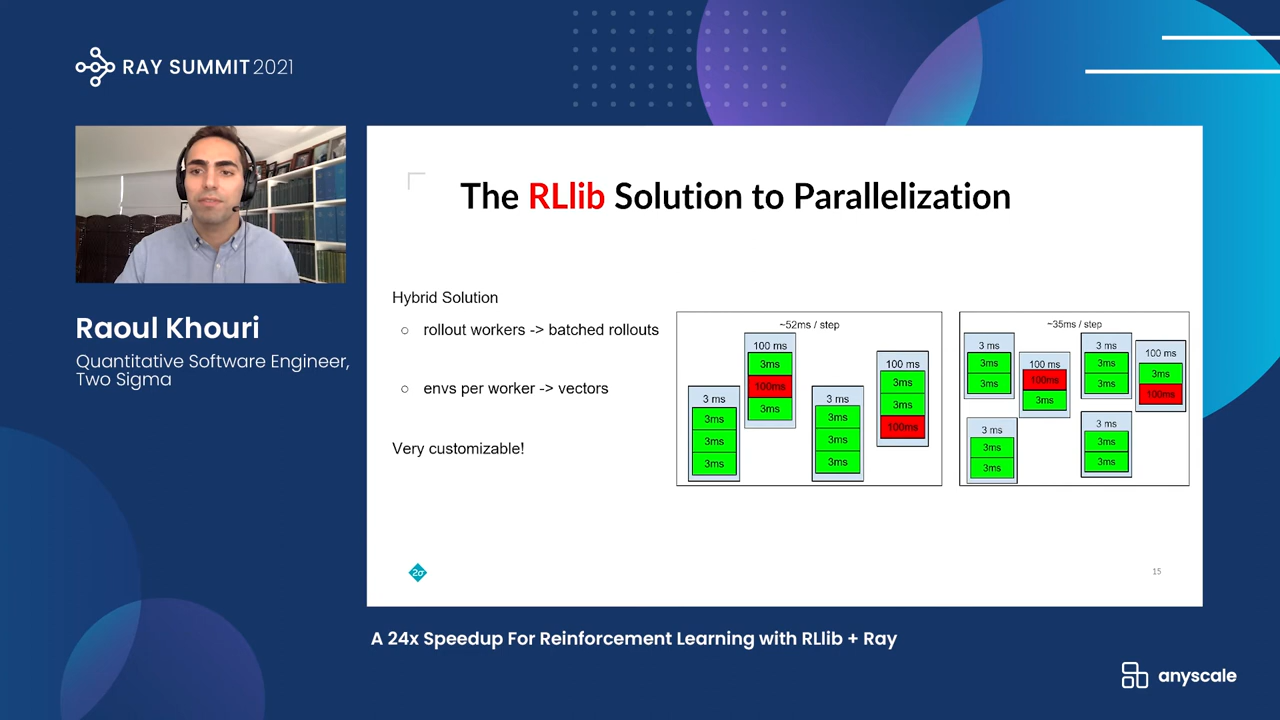 RAY SUMMIT 2021
Raoul Khouri
Quantitative Software Engineer,
Two Sigma
The RLlib Solution to Parallelization
Hybrid Solution
○ rollout workers -> batched rollouts
○ envs per worker -> vectors
Very customizable!
~52ms / step
3 ms
3ms
3ms
3ms
100 ms
3ms
100ms
3ms
3 ms
3ms
3ms
3ms
100 ms
3ms
3ms
100ms
~35ms / step
3 ms
3ms
3ms
100 ms
100ms
3ms
3 ms
3ms
3ms
100 ms
3ms
100ms
3 ms
3ms
3ms
3 ms
3ms
3ms
2σ
15
A 24x Speedup For Reinforcement Learning with RLlib + Ray
anyscale